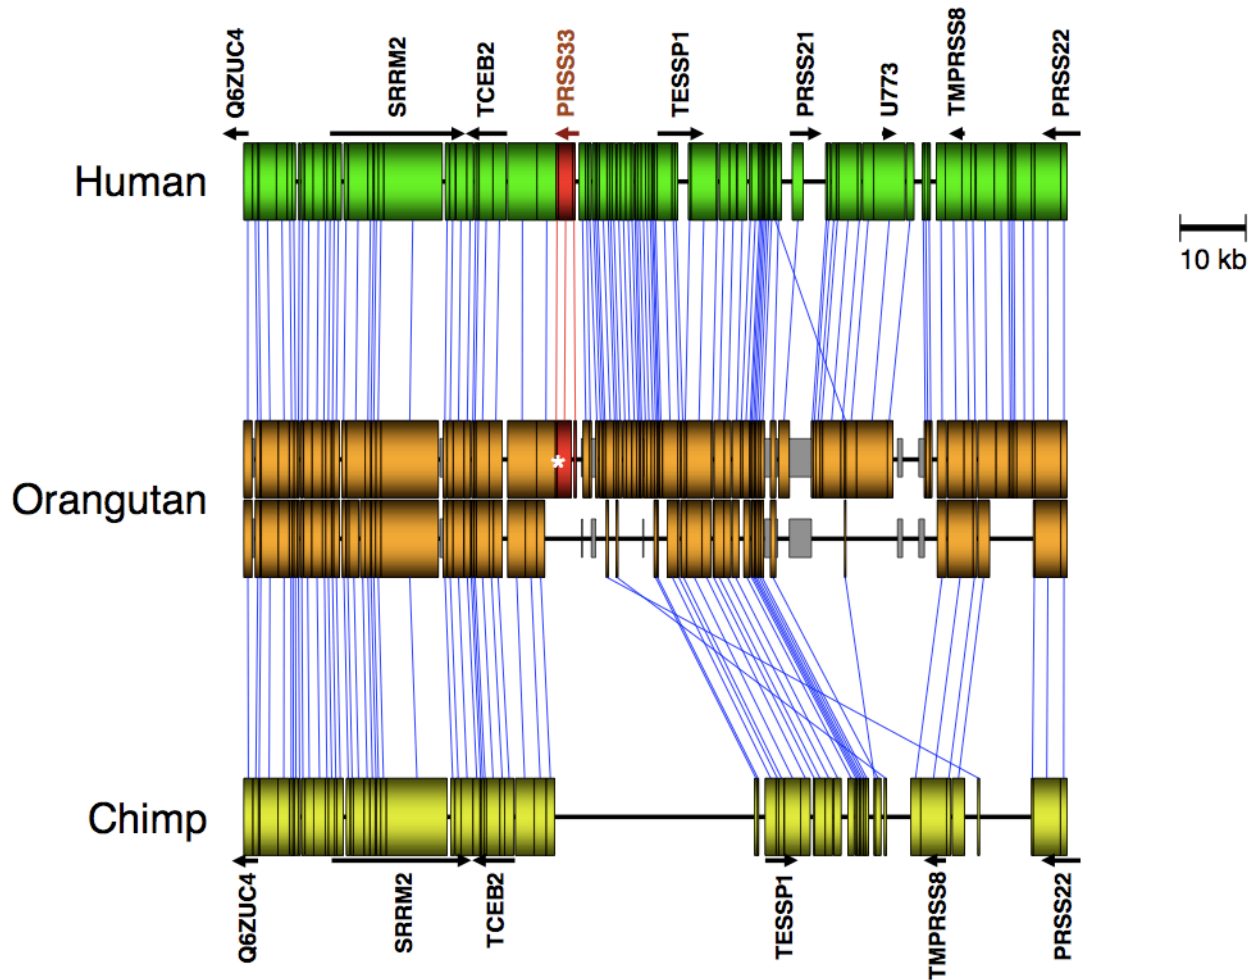 Q6ZUC4
SRRM2
TCEB2
PRSS33
TESSP1
PRSS21
U773
TMPRSS8
PRSS22
Human
10 kb
*
Orangutan
Chimp
Q6ZUC4
SRRM2
TCEB2
TESSP1
TMPRSS8
PRSS22